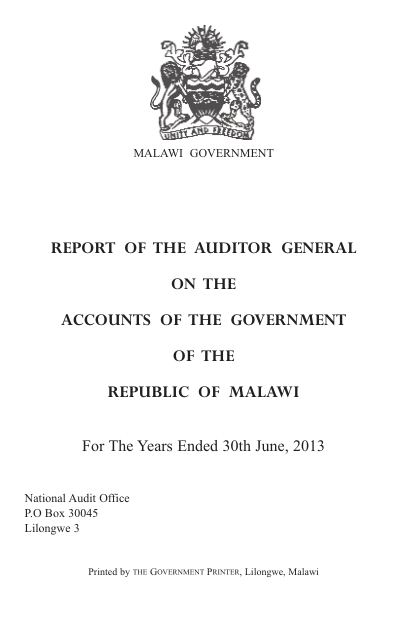 UNITY AND FREEDOM
MALAWI GOVERNMENT
REPORT OF THE AUDITOR GENERAL
ON THE
ACCOUNTS OF THE GOVERNMENT
OF THE
REPUBLIC OF MALAWI
For The Years Ended 30th June, 2013
National Audit Office
P.O Box 30045
Lilongwe 3
Printed by THE GOVERNMENT PRINTER, Lilongwe, Malawi